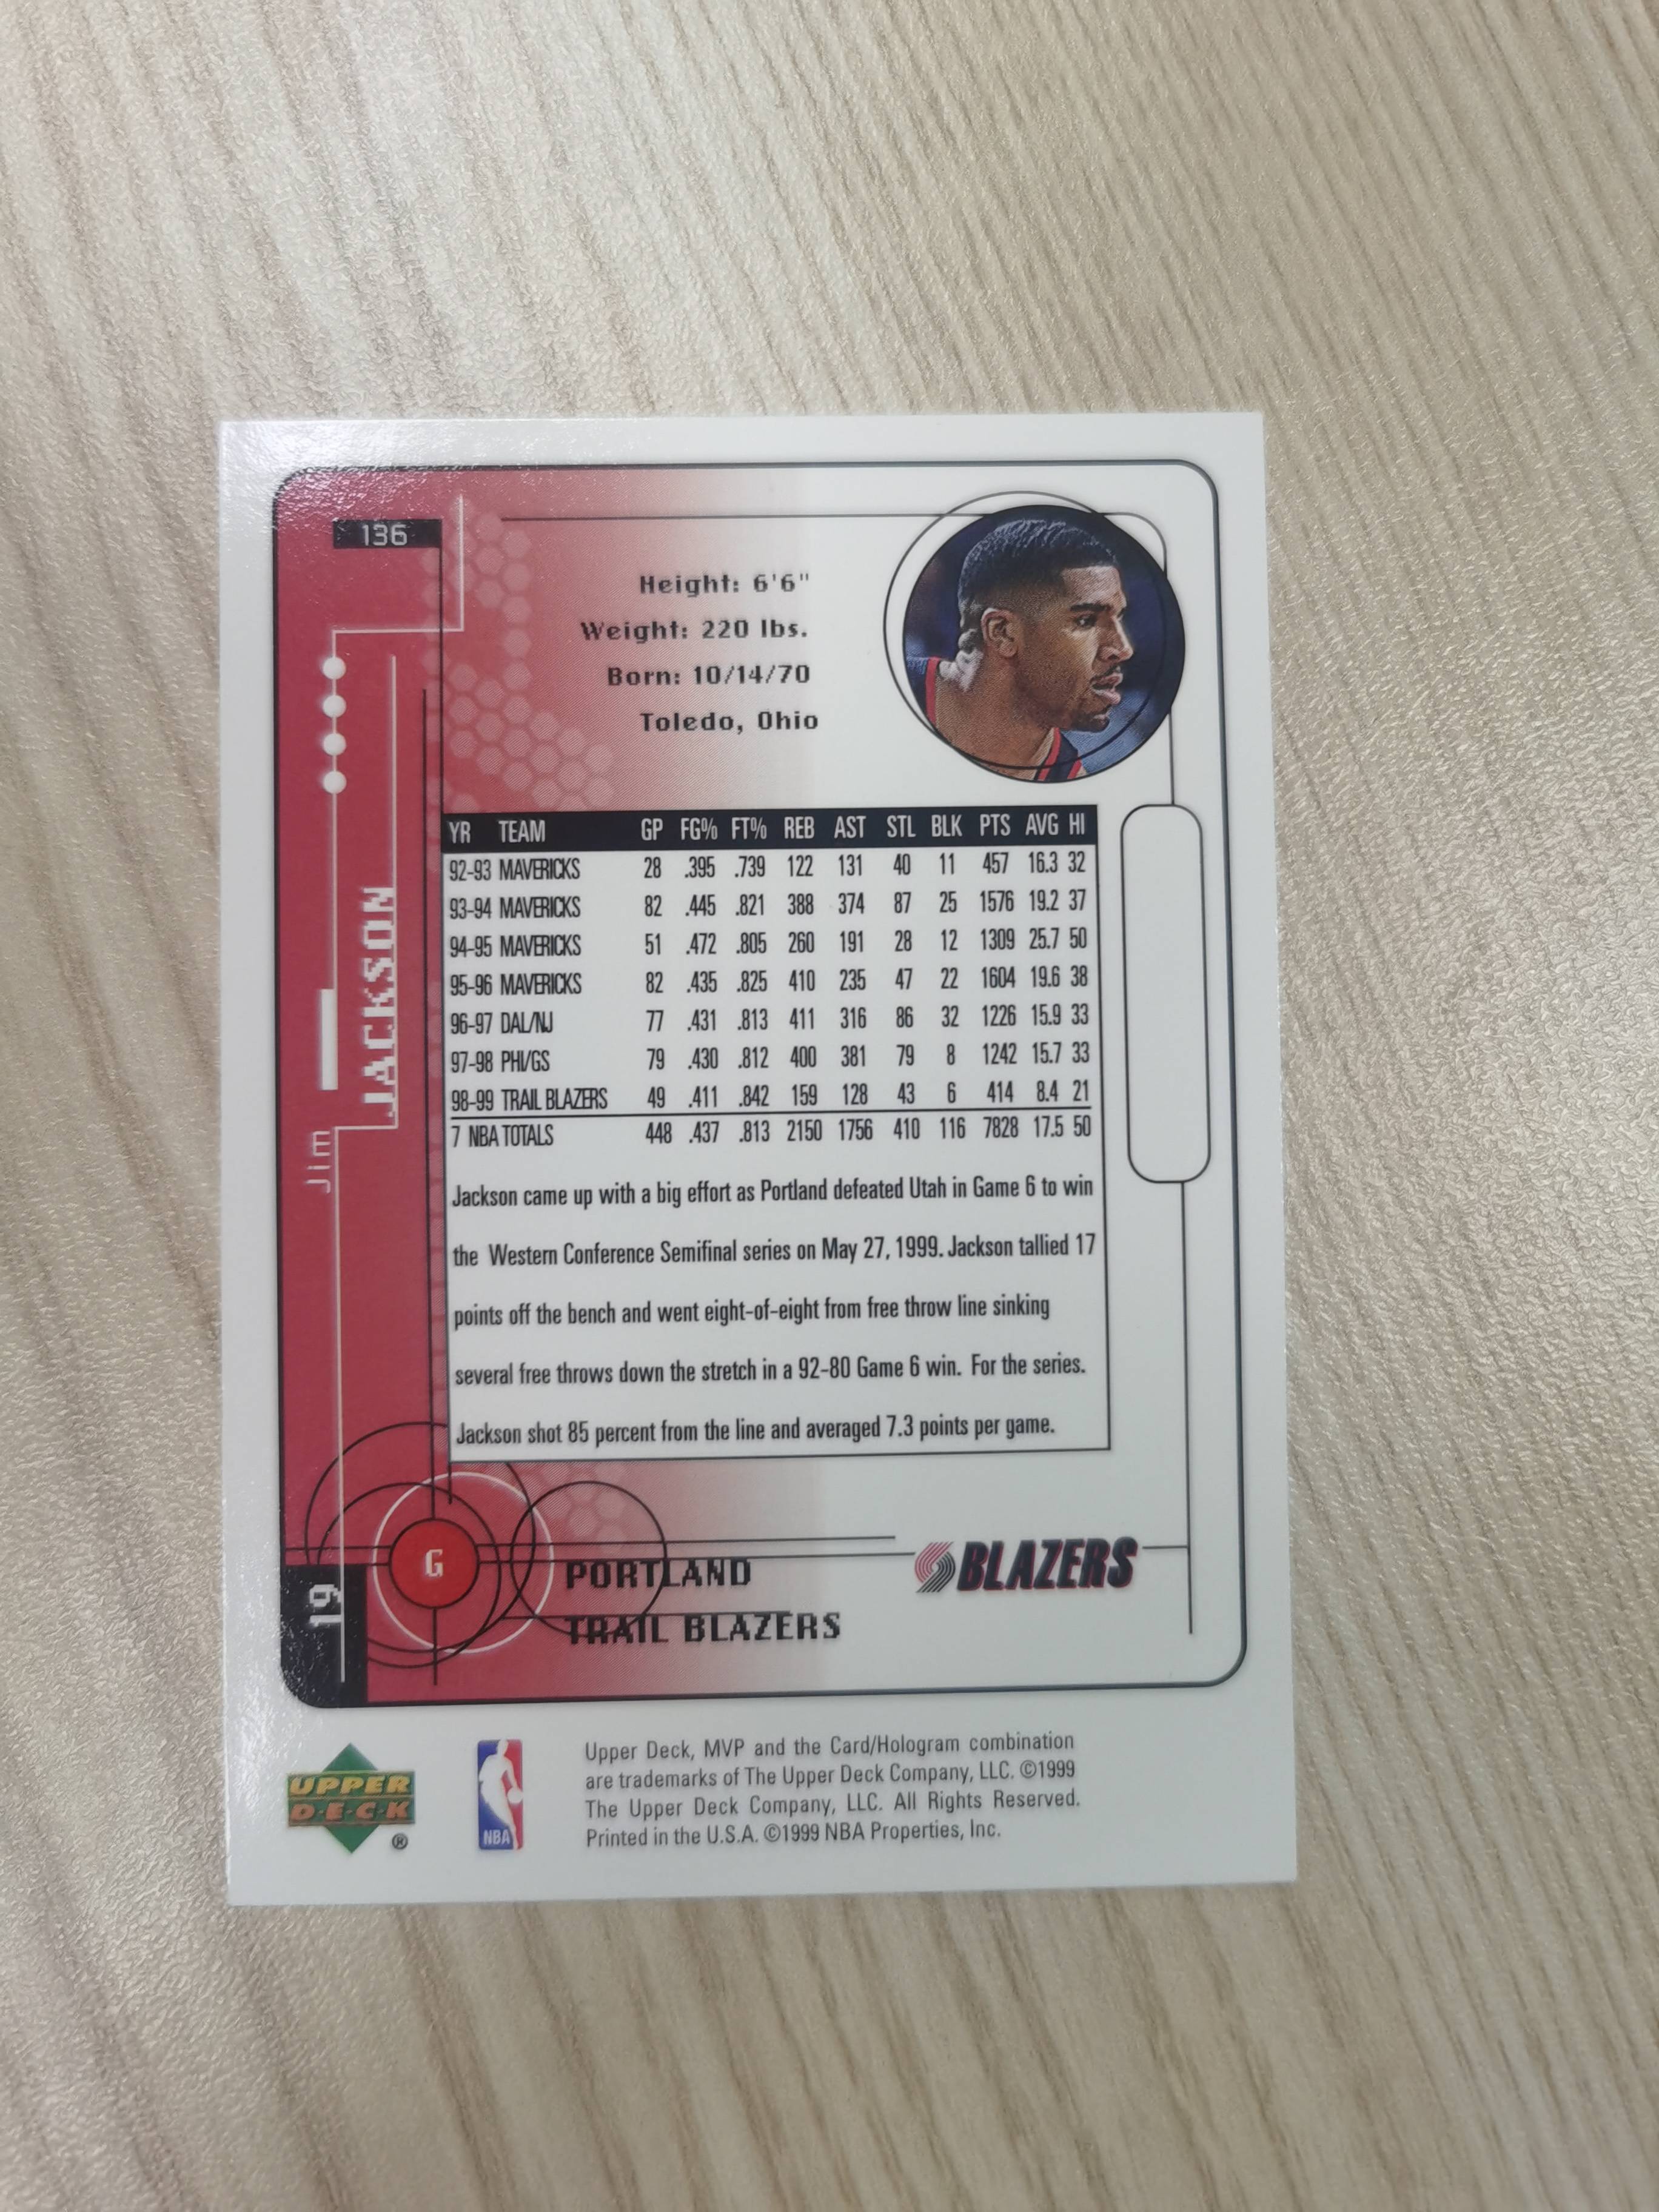 136
Height: 6'6"
Weight: 220 lbs.
Born: 10/14/70
Toledo, Ohio
Jim
JACKSON
YR TEAM GP FG% FT% REB AST STL BLK PTS AVG HI
92-93 MAVERICKS 28 .395 .739 122 131 40 11 457 16.3 32
93-94 MAVERICKS 82 .445 .821 388 374 87 25 1576 19.2 37
94-95 MAVERICKS 51 .472 .805 260 191 28 12 1309 25.7 50
95-96 MAVERICKS 82 .435 .825 410 235 47 22 1604 19.6 38
96-97 DAL/NJ 77 .431 .813 411 316 86 32 1226 15.9 33
97-98 PHI/GS 79 .430 .812 400 381 79 8 1242 15.7 33
98-99 TRAIL BLAZERS 49 .411 .842 159 128 43 6 414 8.4 21
7 NBA TOTALS 448 .437 .813 2150 1756 410 116 7828 17.5 50
Jackson came up with a big effort as Portland defeated Utah in Game 6 to win
the Western Conference Semifinal series on May 27, 1999. Jackson tallied 17
points off the bench and went eight-of-eight from free throw line sinking
several free throws down the stretch in a 92-80 Game 6 win. For the series.
Jackson shot 85 percent from the line and averaged 7.3 points per game.
19
G
PORTLAND
TRAIL BLAZERS
BLAZERS
UPPER
D·E·C·K
®
NBA
Upper Deck, MVP and the Card/Hologram combination
are trademarks of The Upper Deck Company, LLC. ©1999
The Upper Deck Company, LLC. All Rights Reserved.
Printed in the U.S.A. ©1999 NBA Properties, Inc.